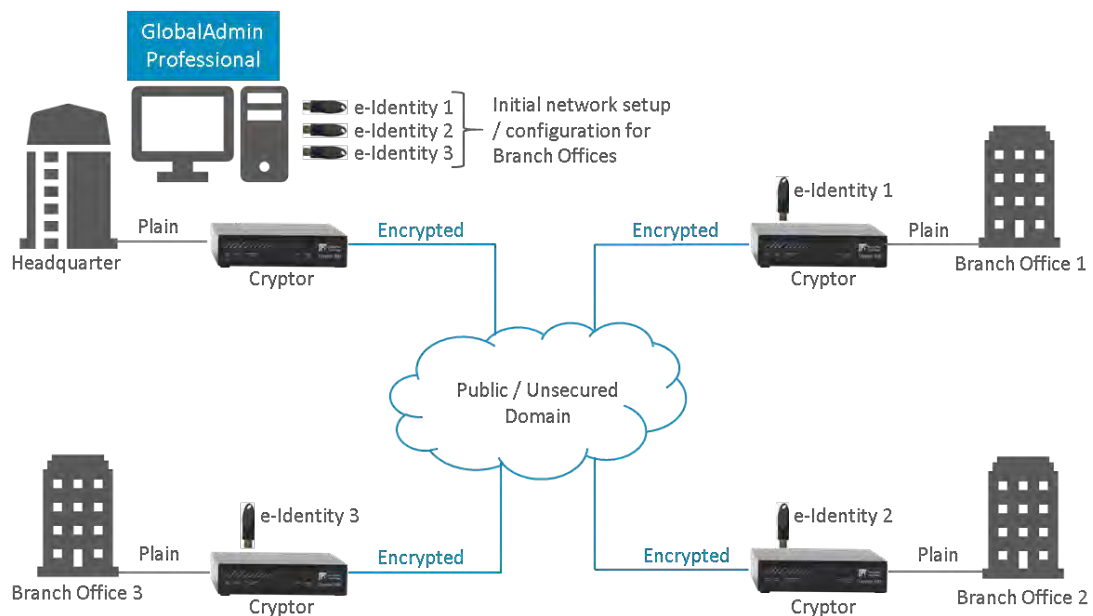 GlobalAdmin
Professional
e-Identity 1
e-Identity 2
e-Identity 3
Initial network setup
/ configuration for
Branch Offices
Headquarter
Plain
Cryptor
Encrypted
Encrypted
e-Identity 1
Cryptor
Plain
Branch Office 1
Public / Unsecured
Domain
Branch Office 3
Plain
e-Identity 3
Cryptor
Encrypted
Encrypted
e-Identity 2
Cryptor
Plain
Branch Office 2